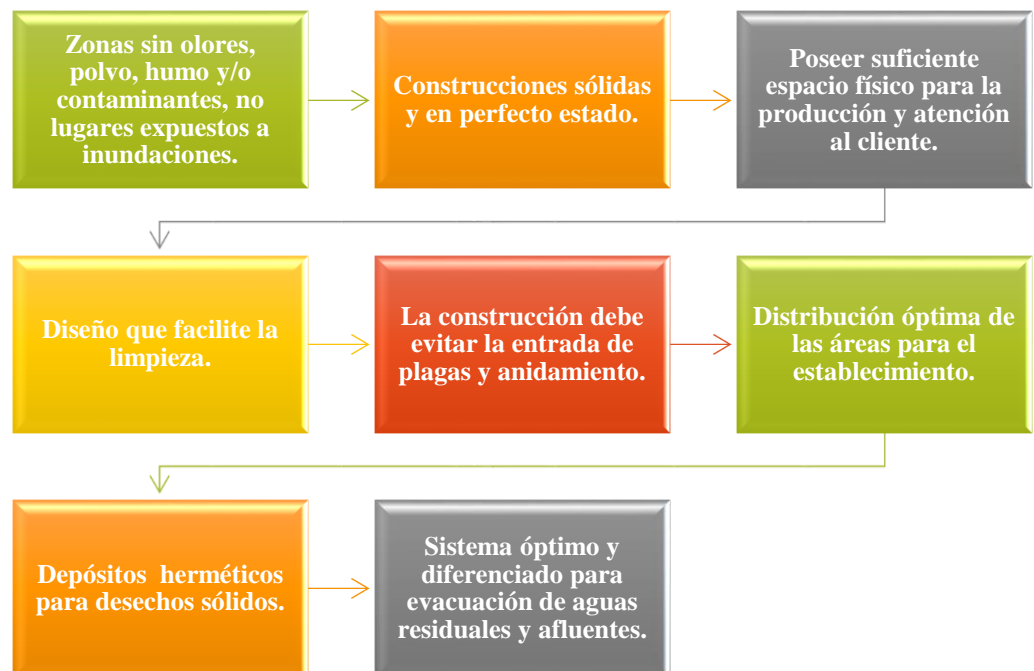 Zonas sin olores,
polvo, humo y/o
contaminantes, no
lugares expuestos a
inundaciones.
Construcciones sólidas
y en perfecto estado.
Poseer suficiente
espacio físico para la
producción y atención
al cliente.
Diseño que facilite la
limpieza.
La construcción debe
evitar la entrada de
plagas y anidamiento.
Distribución óptima de
las áreas para el
establecimiento.
Depósitos herméticos
para desechos sólidos.
Sistema óptimo y
diferenciado para
evacuación de aguas
residuales y afluentes.